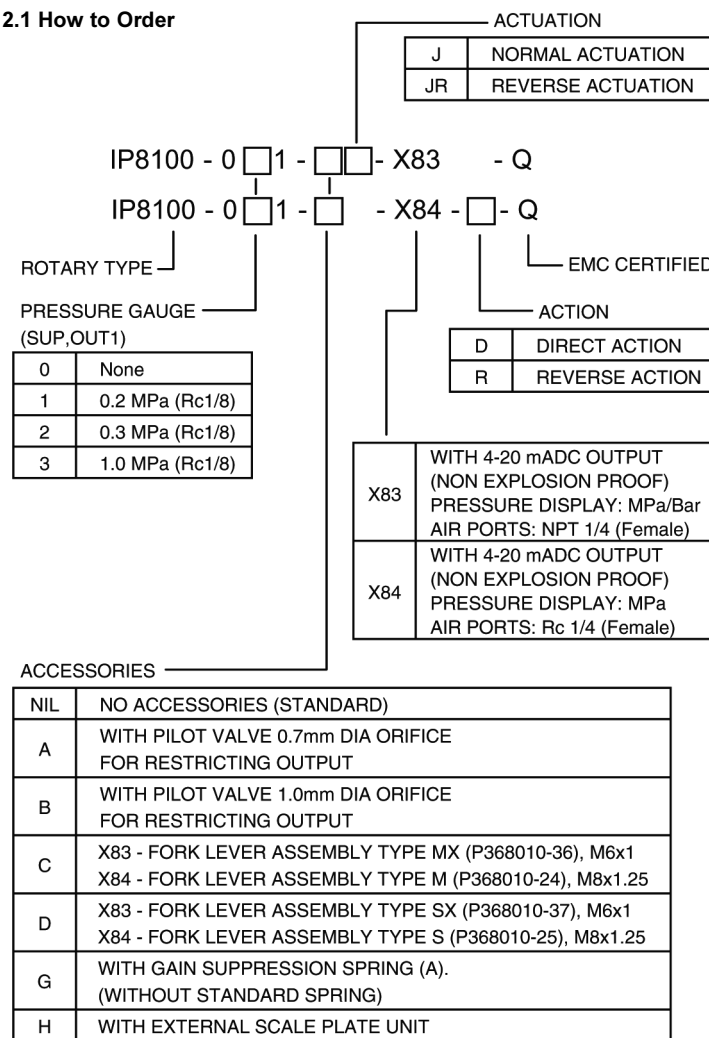 2.1 How to Order
ACTUATION
J NORMAL ACTUATION
JR REVERSE ACTUATION
IP8100 - 0 □ 1 - □□ - X83 - Q
IP8100 - 0 □ 1 - □ - X84 - □ - Q
ROTARY TYPE
EMC CERTIFIED
PRESSURE GAUGE
(SUP,OUT1)
0 None
1 0.2 MPa (Rc1/8)
2 0.3 MPa (Rc1/8)
3 1.0 MPa (Rc1/8)
ACTION
D DIRECT ACTION
R REVERSE ACTION
X83
WITH 4-20 mADC OUTPUT
(NON EXPLOSION PROOF)
PRESSURE DISPLAY: MPa/Bar
AIR PORTS: NPT 1/4 (Female)
X84
WITH 4-20 mADC OUTPUT
(NON EXPLOSION PROOF)
PRESSURE DISPLAY: MPa
AIR PORTS: Rc 1/4 (Female)
ACCESSORIES
NIL NO ACCESSORIES (STANDARD)
A
WITH PILOT VALVE 0.7mm DIA ORIFICE
FOR RESTRICTING OUTPUT
B
WITH PILOT VALVE 1.0mm DIA ORIFICE
FOR RESTRICTING OUTPUT
C
X83 - FORK LEVER ASSEMBLY TYPE MX (P368010-36), M6x1
X84 - FORK LEVER ASSEMBLY TYPE M (P368010-24), M8x1.25
D
X83 - FORK LEVER ASSEMBLY TYPE SX (P368010-37), M6x1
X84 - FORK LEVER ASSEMBLY TYPE S (P368010-25), M8x1.25
G
WITH GAIN SUPPRESSION SPRING (A).
(WITHOUT STANDARD SPRING)
H WITH EXTERNAL SCALE PLATE UNIT